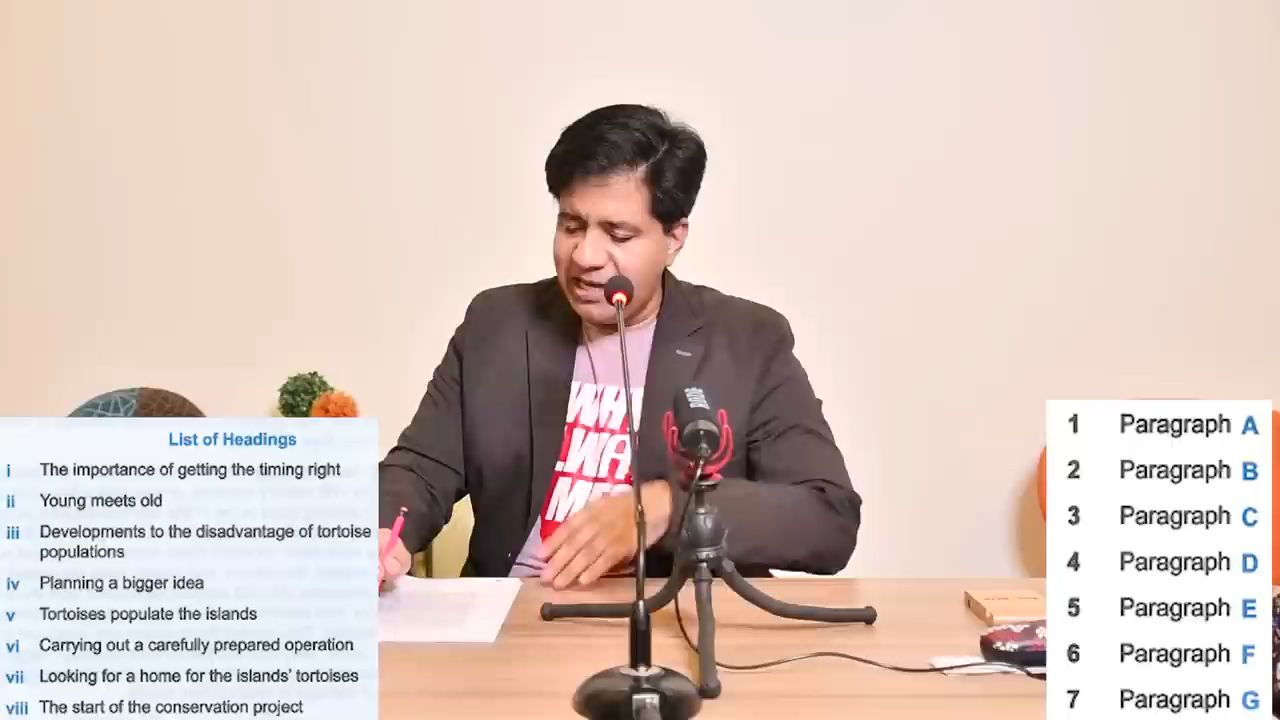 List of Headings
i The importance of getting the timing right
ii Young meets old
iii Developments to the disadvantage of tortoise
populations
iv Planning a bigger idea
v Tortoises populate the islands
vi Carrying out a carefully prepared operation
vii Looking for a home for the islands' tortoises
viii The start of the conservation project
1 Paragraph A
2 Paragraph B
3 Paragraph C
4 Paragraph D
5 Paragraph E
6 Paragraph F
7 Paragraph G